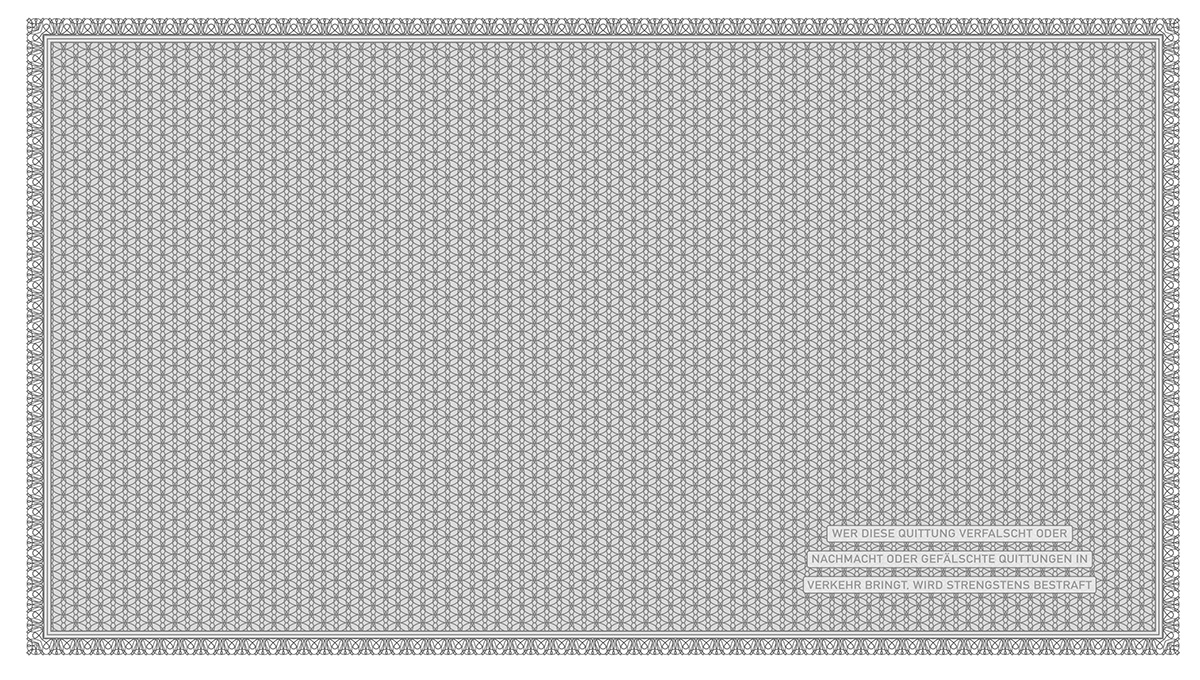 WER DIESE QUITTUNG VERFALSCHT ODER
NACHMACHT ODER GEFÄLSCHTE QUITTUNGEN IN
VERKEHR BRINGT, WIRD STRENGSTENS BESTRAFT